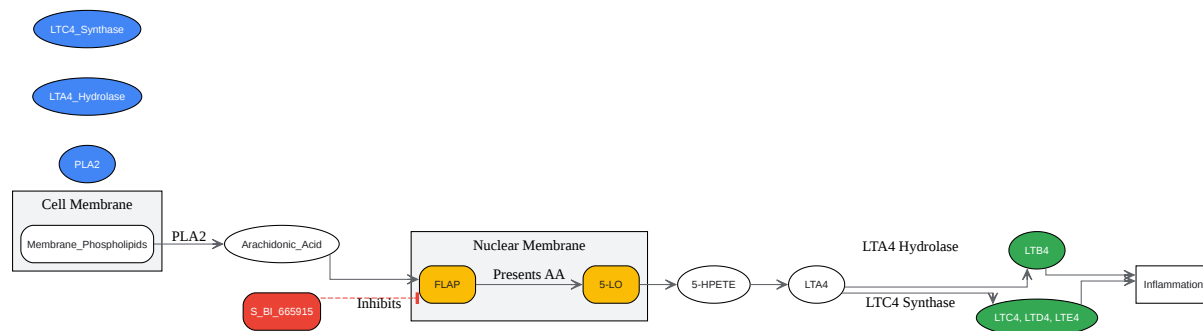 LTC4_Synthase
LTA4_Hydrolase
PLA2
Cell Membrane
Membrane_Phospholipids
PLA2
Arachidonic_Acid
Nuclear Membrane
FLAP
Presents AA
5-LO
S_BI_665915
Inhibits
5-HPETE
LTA4
LTA4 Hydrolase
LTC4 Synthase
LTB4
LTC4, LTD4, LTE4
Inflammation